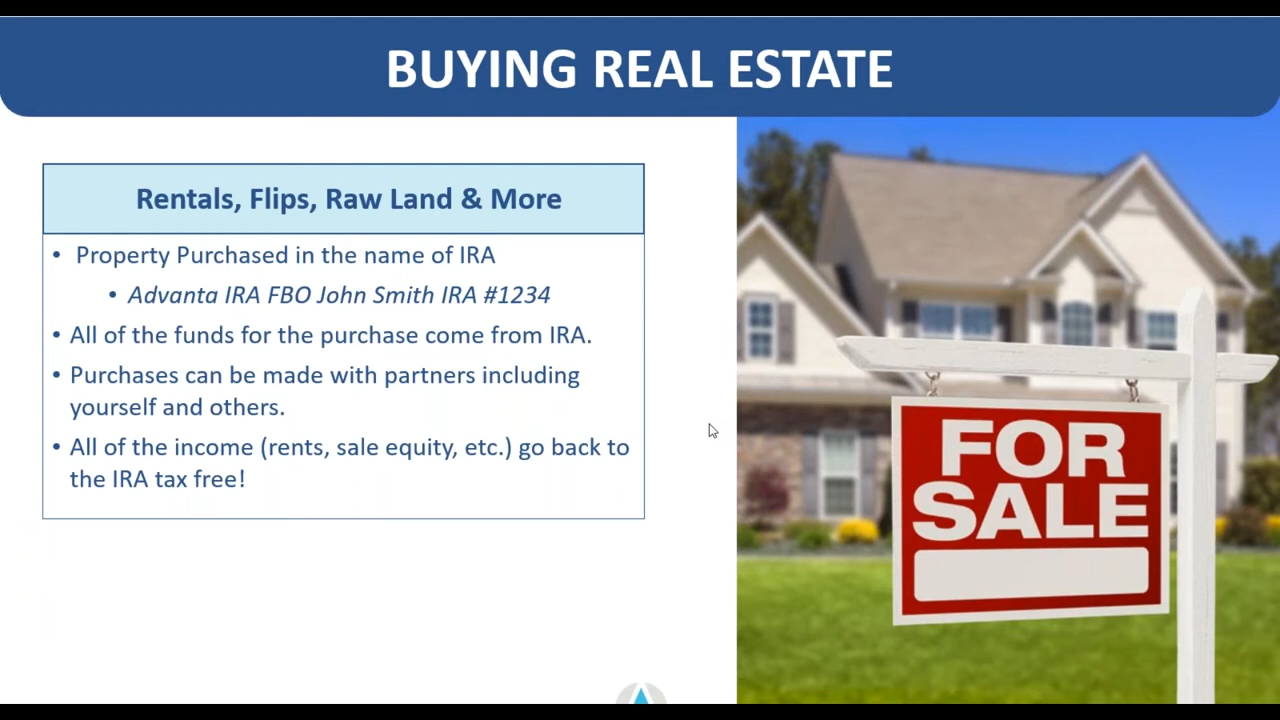 BUYING REAL ESTATE
Rentals, Flips, Raw Land & More
• Property Purchased in the name of IRA
• Advanta IRA FBO John Smith IRA #1234
• All of the funds for the purchase come from IRA.
• Purchases can be made with partners including
yourself and others.
• All of the income (rents, sale equity, etc.) go back to
the IRA tax free!
FOR
SALE